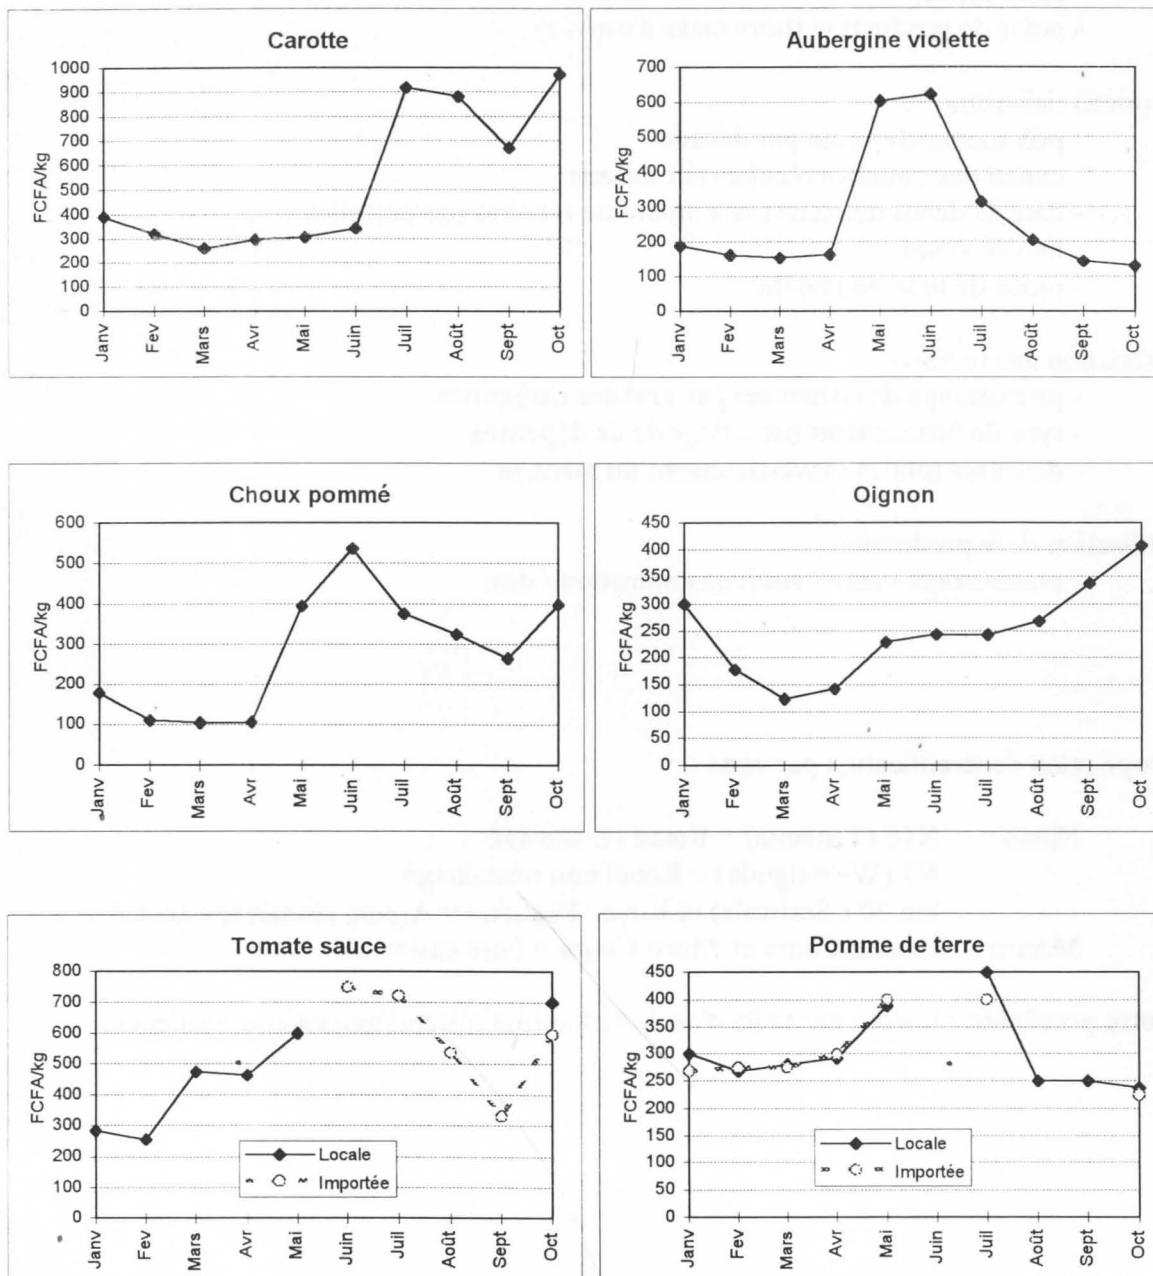 Carotte
FCFA/kg
1000
900
800
700
600
500
400
300
200
100
0
Janv
Fev
Mars
Avr
Mai
Juin
Juil
Août
Sept
Oct
Aubergine violette
FCFA/kg
700
600
500
400
300
200
100
0
Janv
Fev
Mars
Avr
Mai
Juin
Juil
Août
Sept
Oct
Choux pommé
FCFA/kg
600
500
400
300
200
100
0
Janv
Fev
Mars
Avr
Mai
Juin
Juil
Août
Sept
Oct
Oignon
FCFA/kg
450
400
350
300
250
200
150
100
50
0
Janv
Fev
Mars
Avr
Mai
Juin
Juil
Août
Sept
Oct
Tomate sauce
FCFA/kg
800
700
600
500
400
300
200
100
0
Locale
Importée
Janv
Fev
Mars
Avr
Mai
Juin
Juil
Août
Sept
Oct
Pomme de terre
FCFA/kg
450
400
350
300
250
200
150
100
50
0
Locale
Importée
Janv
Fev
Mars
Avr
Mai
Juin
Juil
Août
Sept
Oct